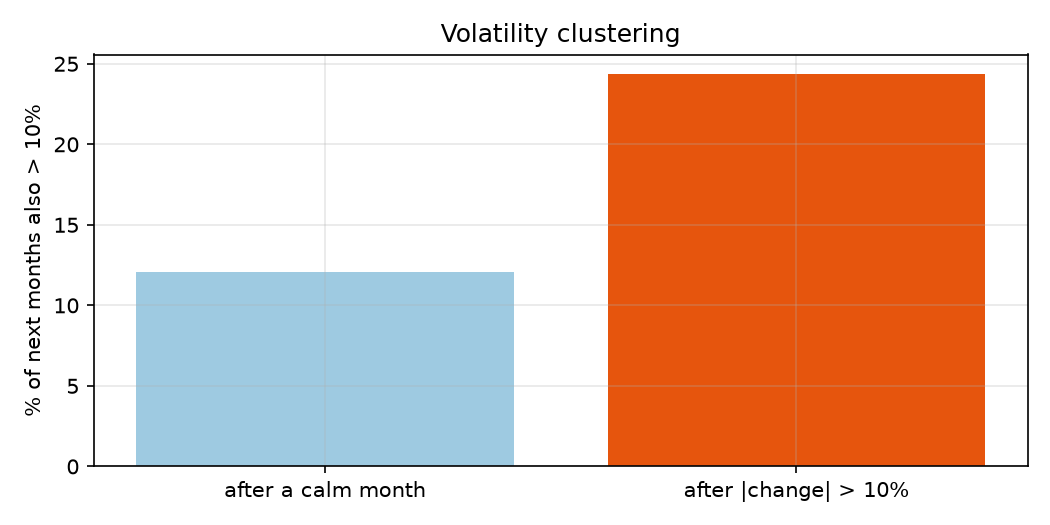 Volatility clustering
% of next months also > 10%
25
20
15
10
5
0
after a calm month
after |change| > 10%